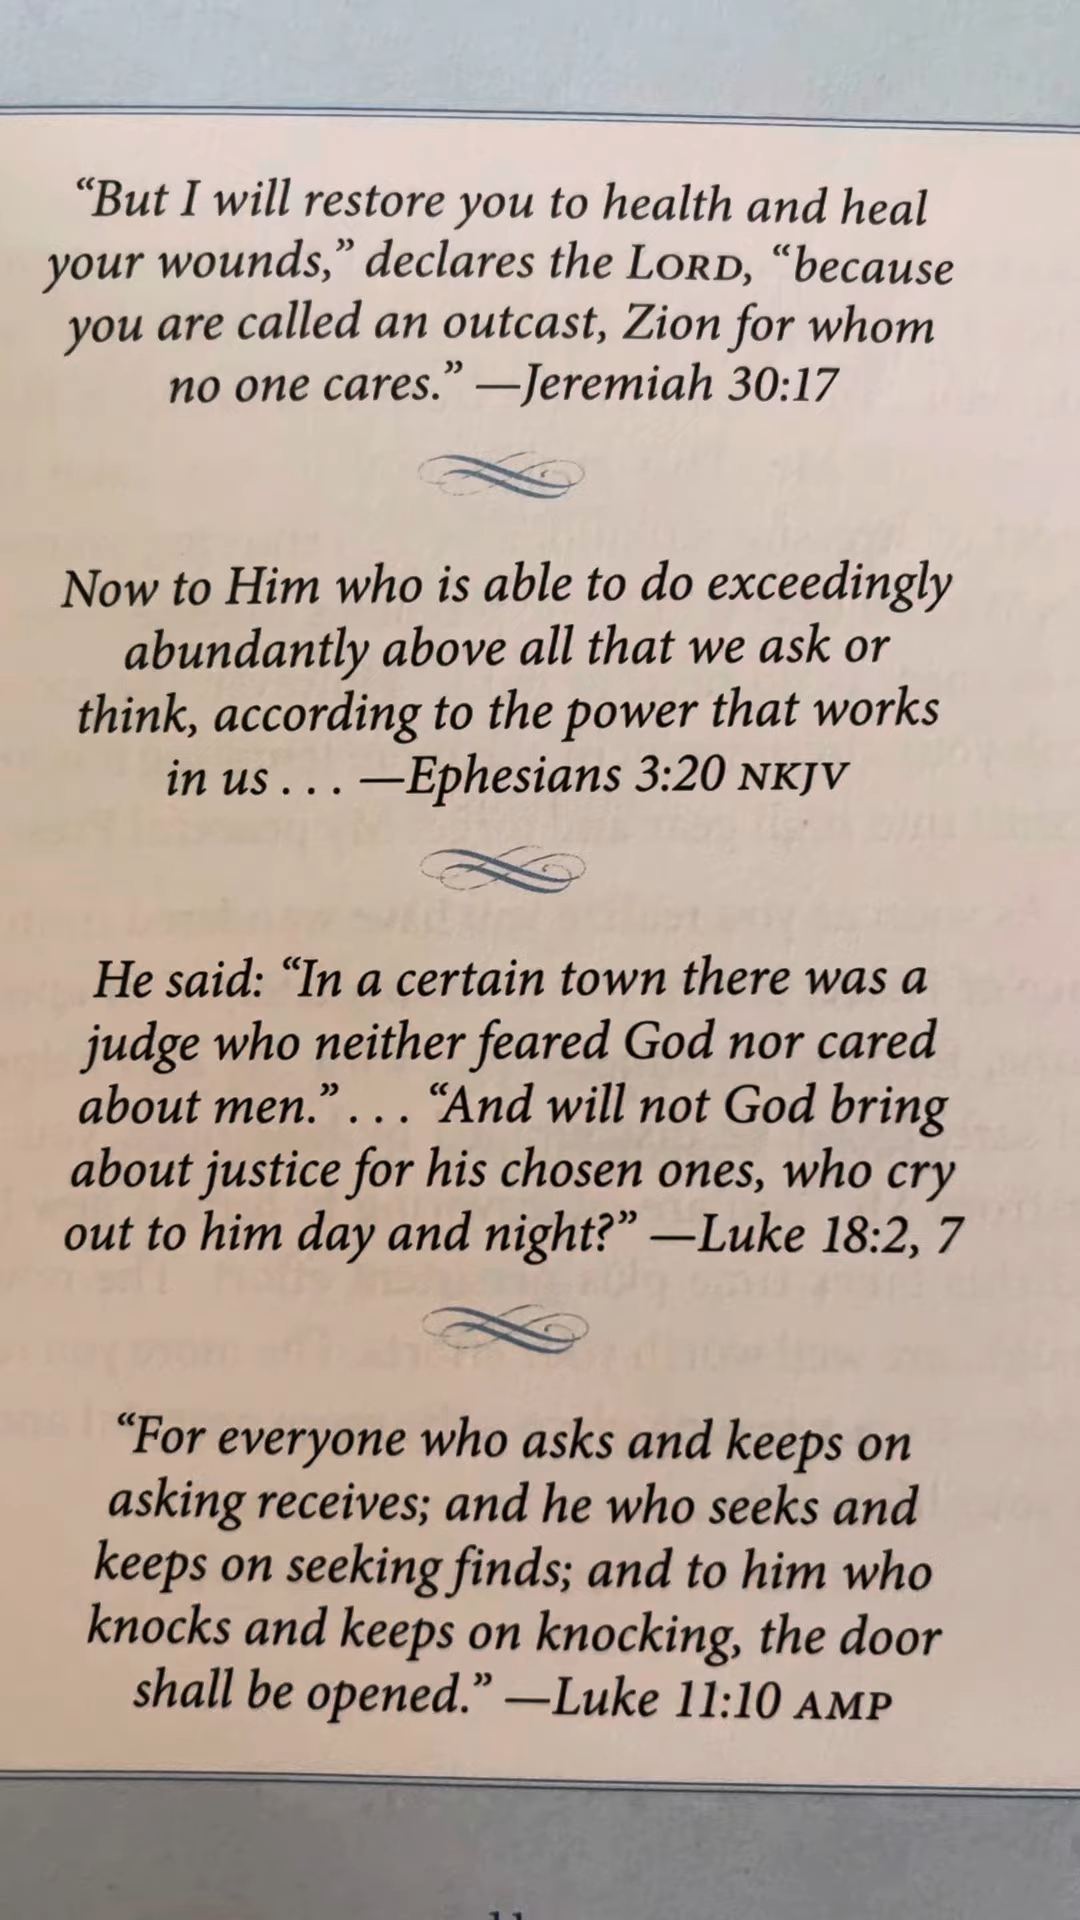 “But I will restore you to health and heal
your wounds,” declares the LORD, “because
you are called an outcast, Zion for whom
no one cares.” —Jeremiah 30:17
Now to Him who is able to do exceedingly
abundantly above all that we ask or
think, according to the power that works
in us . . . —Ephesians 3:20 NKJV
He said: “In a certain town there was a
judge who neither feared God nor cared
about men.” . . . “And will not God bring
about justice for his chosen ones, who cry
out to him day and night?” —Luke 18:2, 7
“For everyone who asks and keeps on
asking receives; and he who seeks and
keeps on seeking finds; and to him who
knocks and keeps on knocking, the door
shall be opened.” —Luke 11:10 AMP